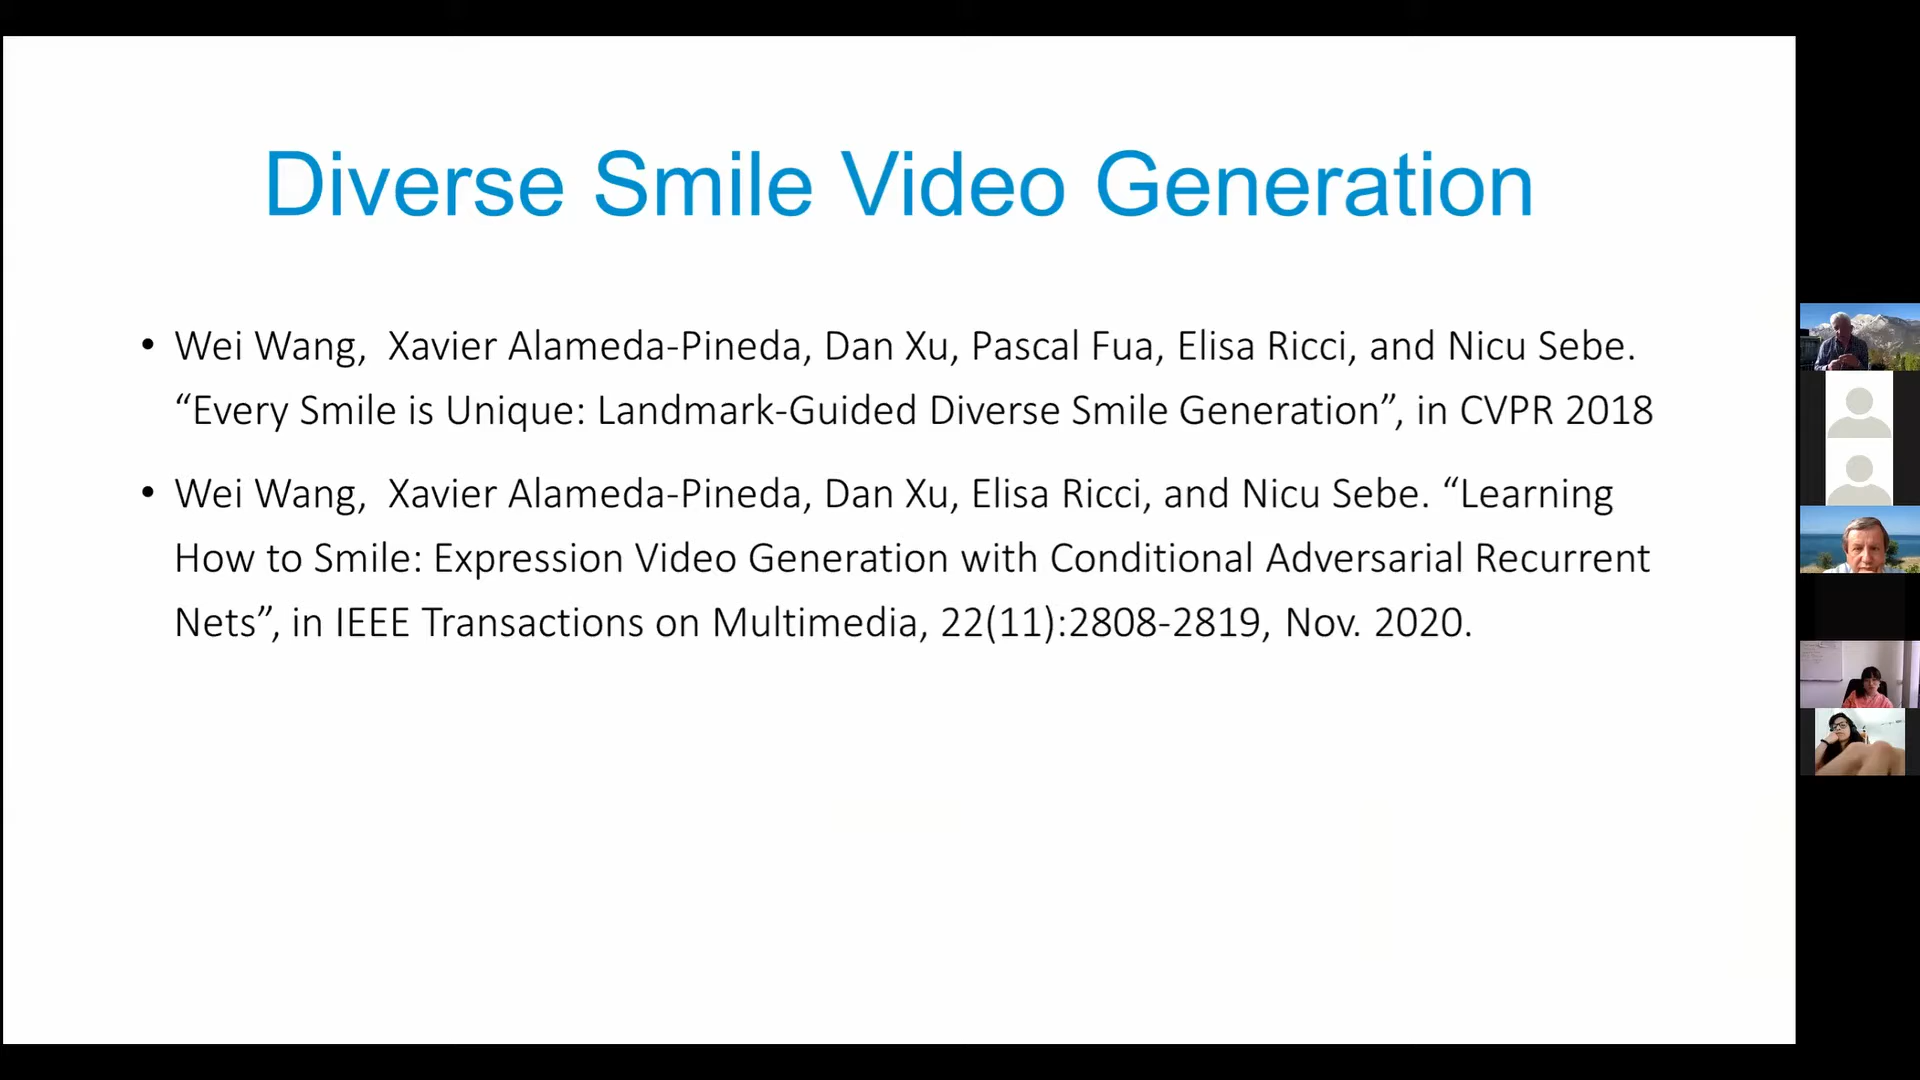 Diverse Smile Video Generation
• Wei Wang, Xavier Alameda-Pineda, Dan Xu, Pascal Fua, Elisa Ricci, and Nicu Sebe.
“Every Smile is Unique: Landmark-Guided Diverse Smile Generation”, in CVPR 2018
• Wei Wang, Xavier Alameda-Pineda, Dan Xu, Elisa Ricci, and Nicu Sebe. “Learning
How to Smile: Expression Video Generation with Conditional Adversarial Recurrent
Nets”, in IEEE Transactions on Multimedia, 22(11):2808-2819, Nov. 2020.